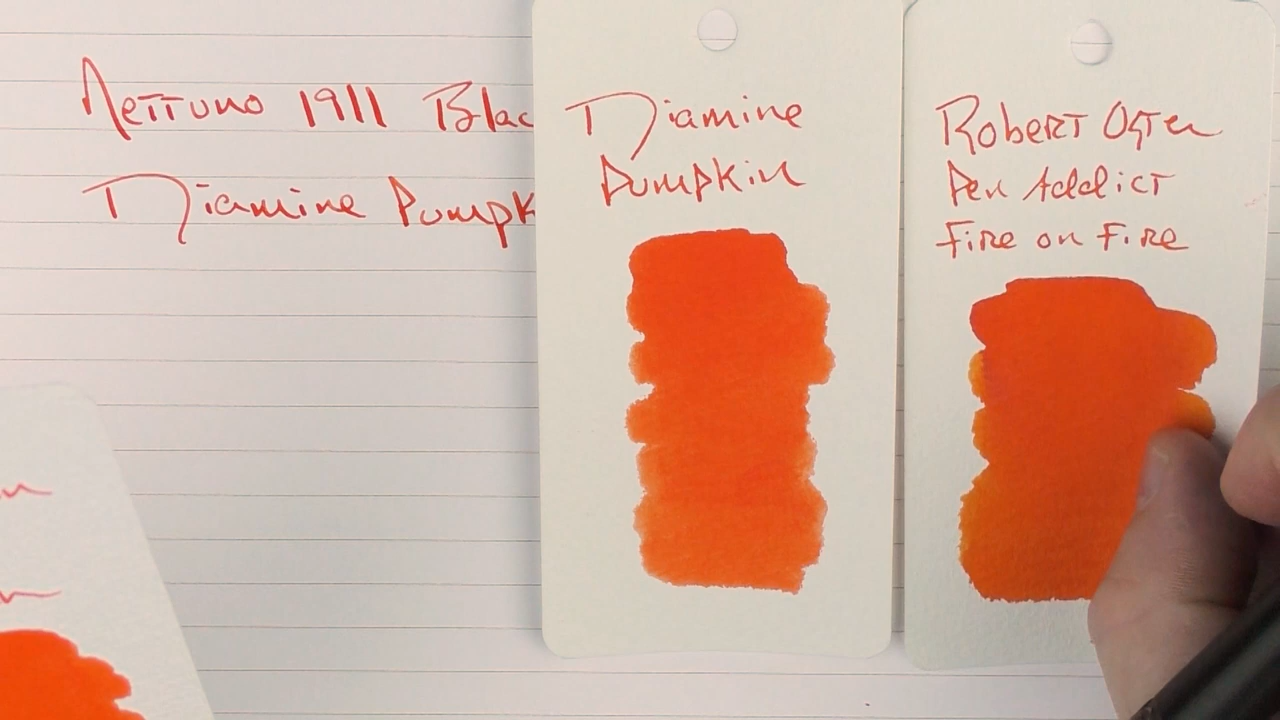 Nettuno 1911 Blac
Diamine Pumpk
Diamine
Pumpkin
Robert Oster
Pen Addict
Fire on Fire